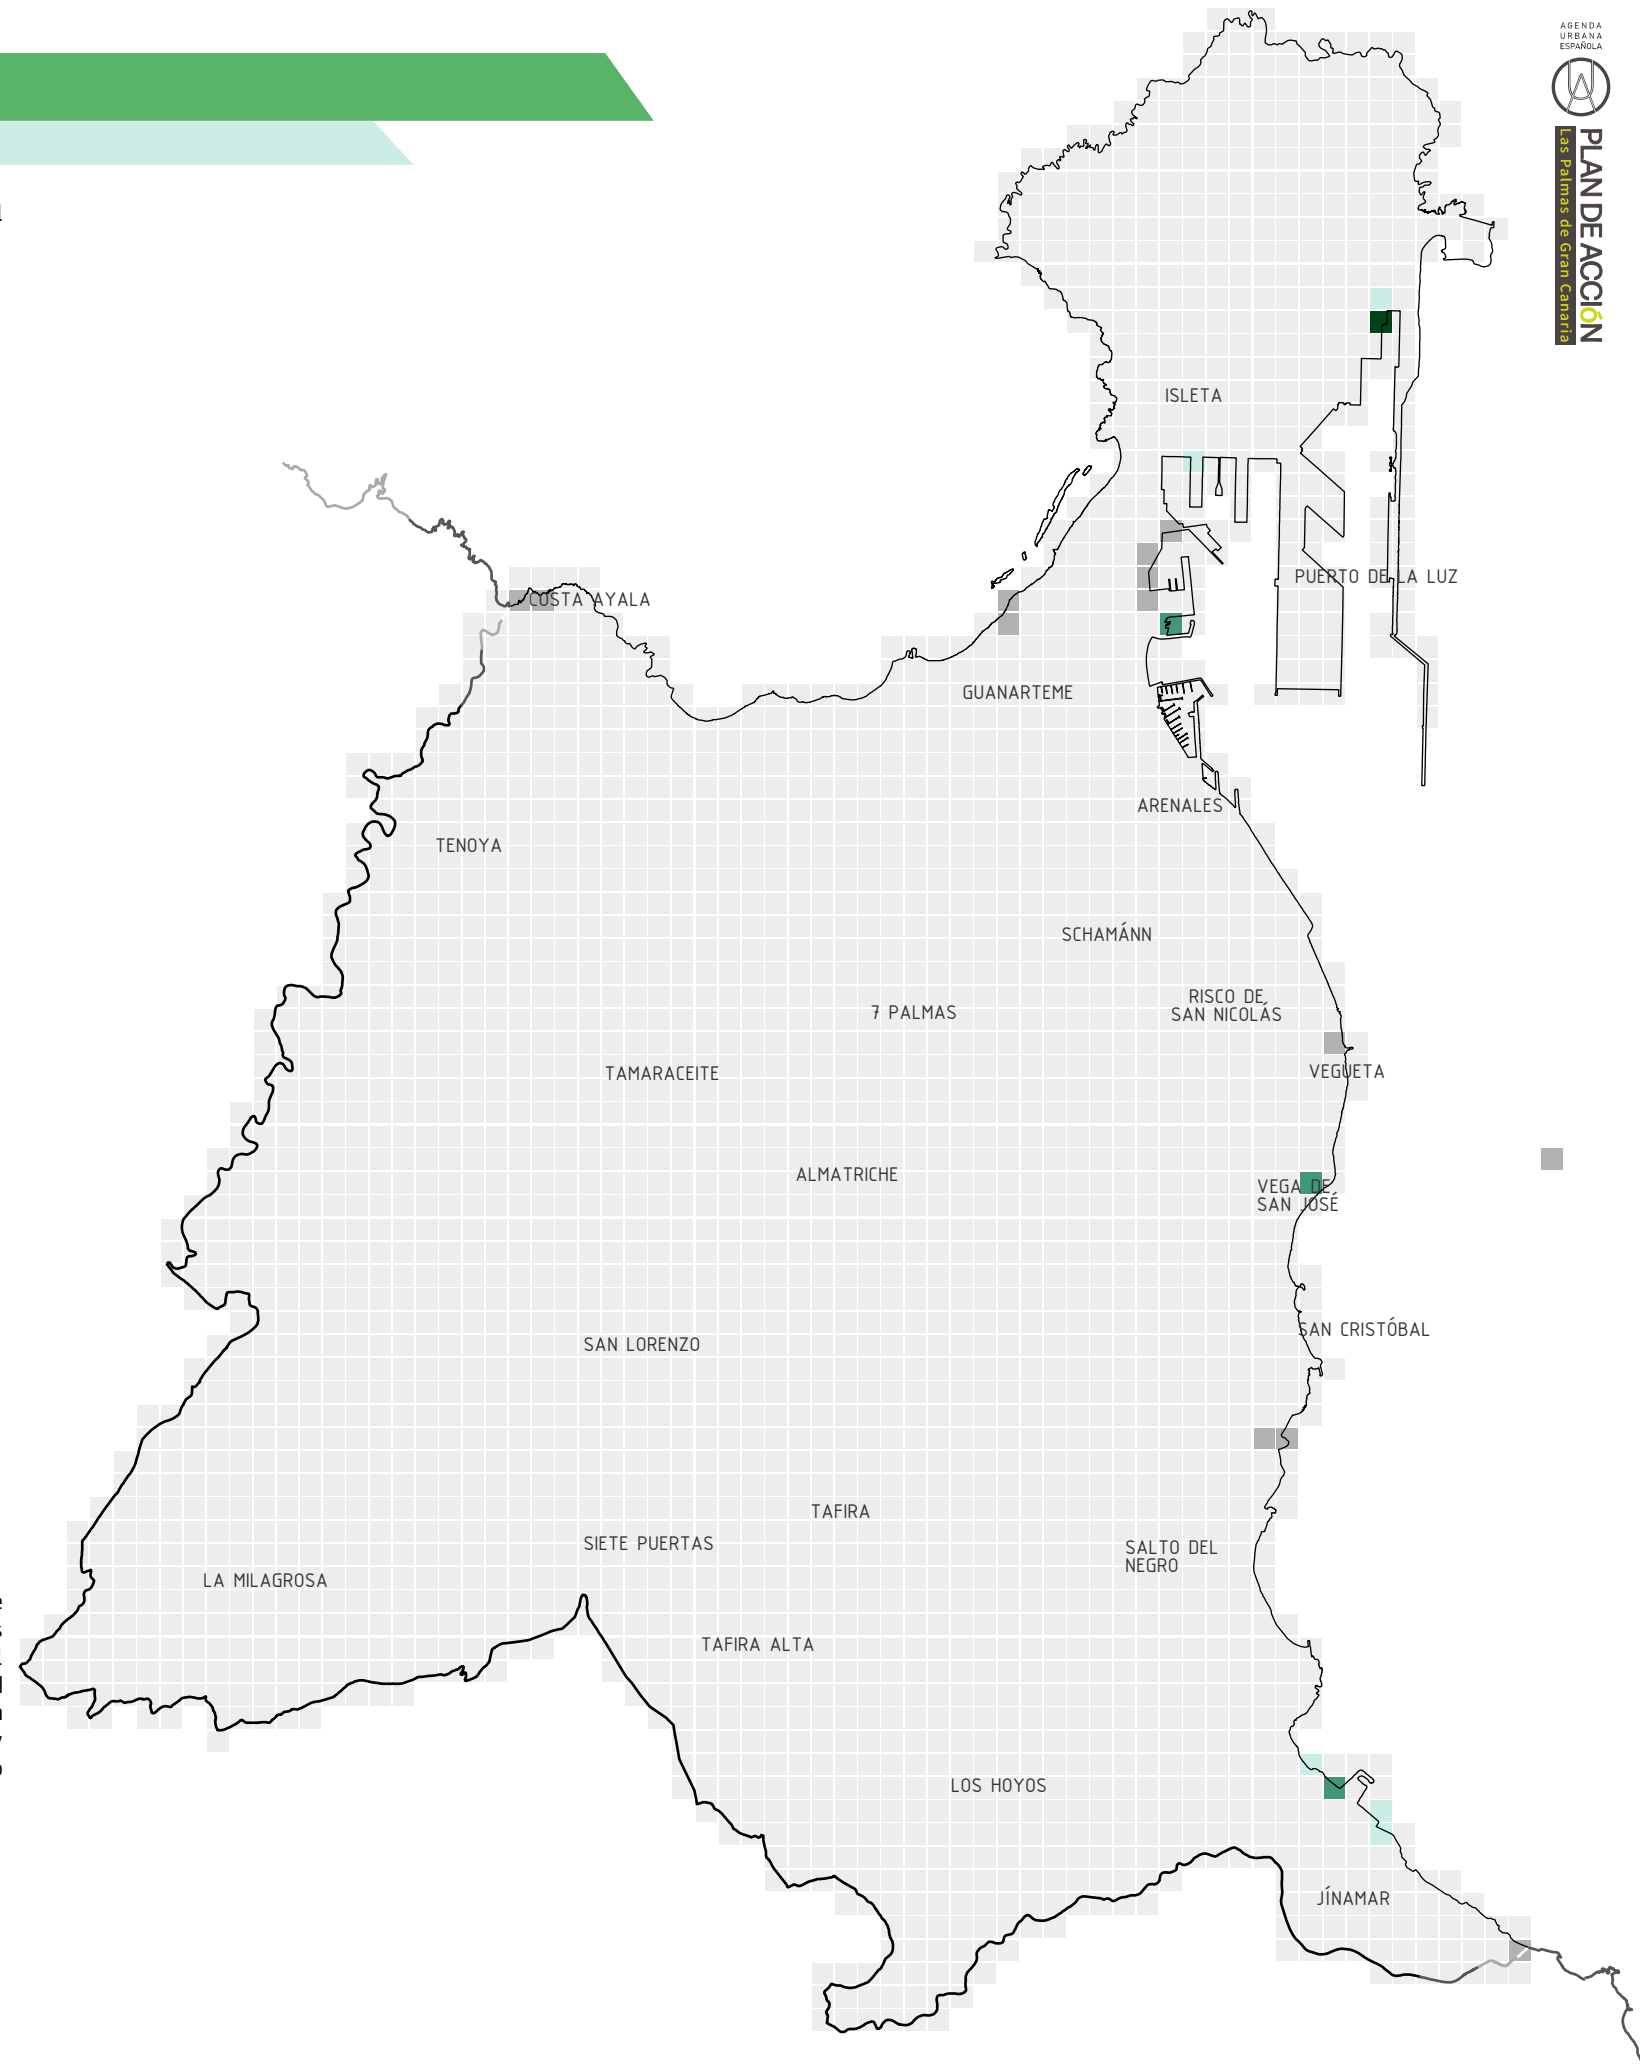 AGENDA
URBANA
ESPAÑOLA
PLAN DE ACCIÓN
Las Palmas de Gran Canaria
ISLETA
PUERTO DE LA LUZ
COSTA AYALA
GUANARTEME
ARENALES
TENOYA
SCHAMÁNN
RISCO DE
SAN NICOLÁS
7 PALMAS
VEGUETA
TAMARACEITE
ALMATRICHE
VEGA DE
SAN JOSÉ
SAN CRISTÓBAL
SAN LORENZO
TAFIRA
SIETE PUERTAS
SALTO DEL
NEGRO
LA MILAGROSA
TAFIRA ALTA
LOS HOYOS
JÍNAMAR